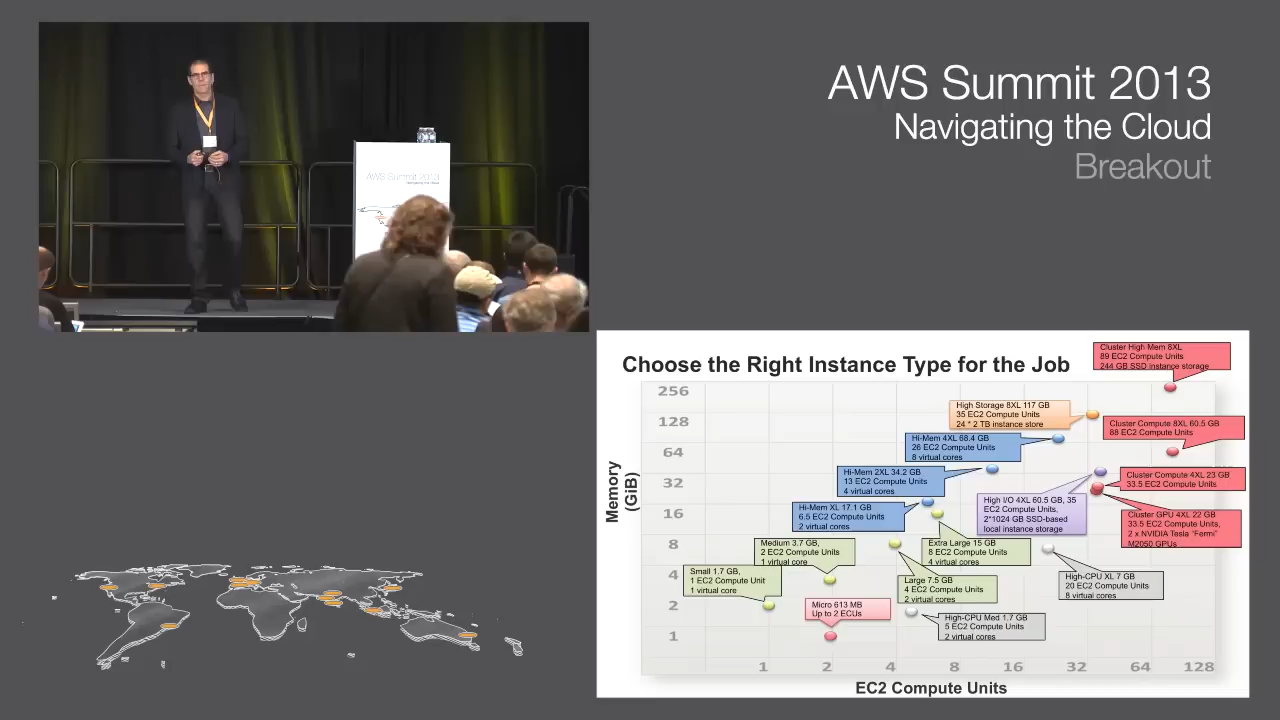 AWS Summit 2013
Navigating the Cloud
Breakout
AWS Summit 2013
Navigating the Cloud
Choose the Right Instance Type for the Job
Cluster High Mem 8XL
89 EC2 Compute Units
244 GB SSD instance storage
High Storage 8XL 117 GB
35 EC2 Compute Units
24 * 2 TB instance store
Cluster Compute 8XL 60.5 GB
88 EC2 Compute Units
Hi-Mem 4XL 68.4 GB
26 EC2 Compute Units
8 virtual cores
Hi-Mem 2XL 34.2 GB
13 EC2 Compute Units
4 virtual cores
Cluster Compute 4XL 23 GB
33.5 EC2 Compute Units
High I/O 4XL 60.5 GB, 35
EC2 Compute Units,
2*1024 GB SSD-based
local instance storage
Hi-Mem XL 17.1 GB
6.5 EC2 Compute Units
2 virtual cores
Cluster GPU 4XL 22 GB
33.5 EC2 Compute Units,
2 x NVIDIA Tesla "Fermi"
M2050 GPUs
Medium 3.7 GB,
2 EC2 Compute Units
1 virtual core
Extra Large 15 GB
8 EC2 Compute Units
4 virtual cores
Small 1.7 GB,
1 EC2 Compute Unit
1 virtual core
Large 7.5 GB
4 EC2 Compute Units
2 virtual cores
High-CPU XL 7 GB
20 EC2 Compute Units
8 virtual cores
Micro 613 MB
Up to 2 ECUs
High-CPU Med 1.7 GB
5 EC2 Compute Units
2 virtual cores
Memory
(GiB)
256
128
64
32
16
8
4
2
1
1 2 4 8 16 32 64 128
EC2 Compute Units